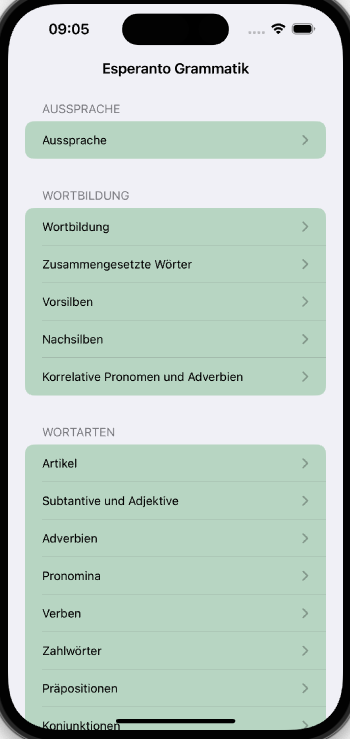 09:05
Esperanto Grammatik
AUSSPRACHE
Aussprache
WORTBILDUNG
Wortbildung
Zusammengesetzte Wörter
Vorsilben
Nachsilben
Korrelative Pronomen und Adverbien
WORTARTEN
Artikel
Subtantive und Adjektive
Adverbien
Pronomina
Verben
Zahlwörter
Präpositionen
Konjunktionen